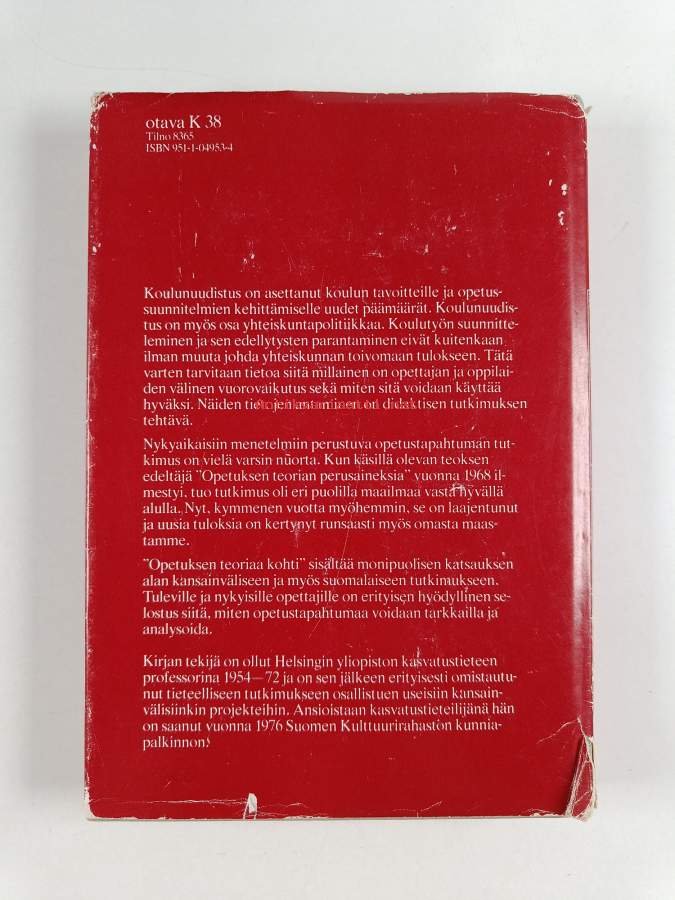 otava K 38
Tilno 8365
ISBN 951-1-04953-4
Koulunuudistus on asettanut koulun tavoitteille ja opetus-
suunnitelmien kehittämiselle uudet päämäärät. Koulunuudis-
tus on myös osa yhteiskuntapolitiikkaa. Koulutyön suunnitte-
leminen ja sen edellytysten parantaminen eivät kuitenkaan
ilman muuta johda yhteiskunnan toivomaan tulokseen. Tätä
varten tarvitaan tietoa siitä millainen on opettajan ja oppilai-
den välinen vuorovaikutus sekä miten sitä voidaan käyttää
hyväksi. Näiden tietojen antaminen on didaktisen tutkimuksen
tehtävä.
Nykyaikaisiin menetelmiin perustuva opetustapahtuman tut-
kimus on vielä varsin nuorta. Kun käsillä olevan teoksen
edeltäjä ”Opetuksen teorian perusaineksia” vuonna 1968 il-
mestyi, tuo tutkimus oli eri puolilla maailmaa vasta hyvällä
alulla. Nyt, kymmenen vuotta myöhemmin, se on laajentunut
ja uusia tuloksia on kertynyt runsaasti myös omasta maas-
tamme.
”Opetuksen teoriaa kohti” sisältää monipuolisen katsauksen
alan kansainväliseen ja myös suomalaiseen tutkimukseen.
Tuleville ja nykyisille opettajille on erityisen hyödyllinen se-
lostus siitä, miten opetustapahtumaa voidaan tarkkailla ja
analysoida.
Kirjan tekijä on ollut Helsingin yliopiston kasvatustieteen
professorina 1954—72 ja on sen jälkeen erityisesti omistautu-
nut tieteelliseen tutkimukseen osallistuen useisiin kansain-
välisiinkin projekteihin. Ansioistaan kasvatustieteilijänä hän
on saanut vuonna 1976 Suomen Kulttuurirahaston kunnia-
palkinnon.